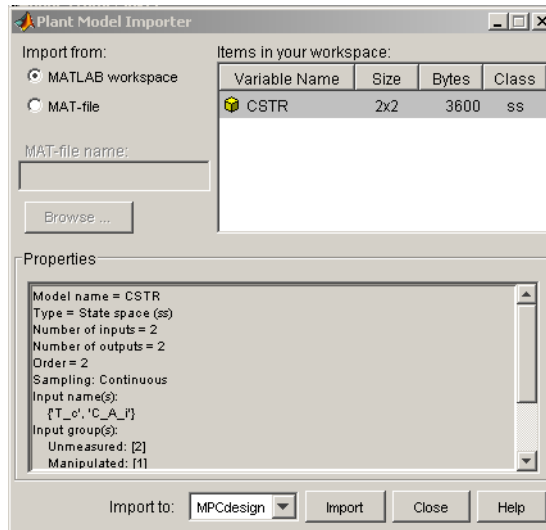 Plant Model Importer
Import from:
MATLAB workspace
MAT-file
MAT-file name:
Browse ...
Items in your workspace:
Variable Name Size Bytes Class
CSTR 2x2 3600 ss
Properties
Model name = CSTR
Type = State space (ss)
Number of inputs = 2
Number of outputs = 2
Order = 2
Sampling: Continuous
Input name(s):
{'T_c', 'C_A_i'}
Input group(s):
Unmeasured: [2]
Manipulated: [1]
Import to: MPCdesign Import Close Help